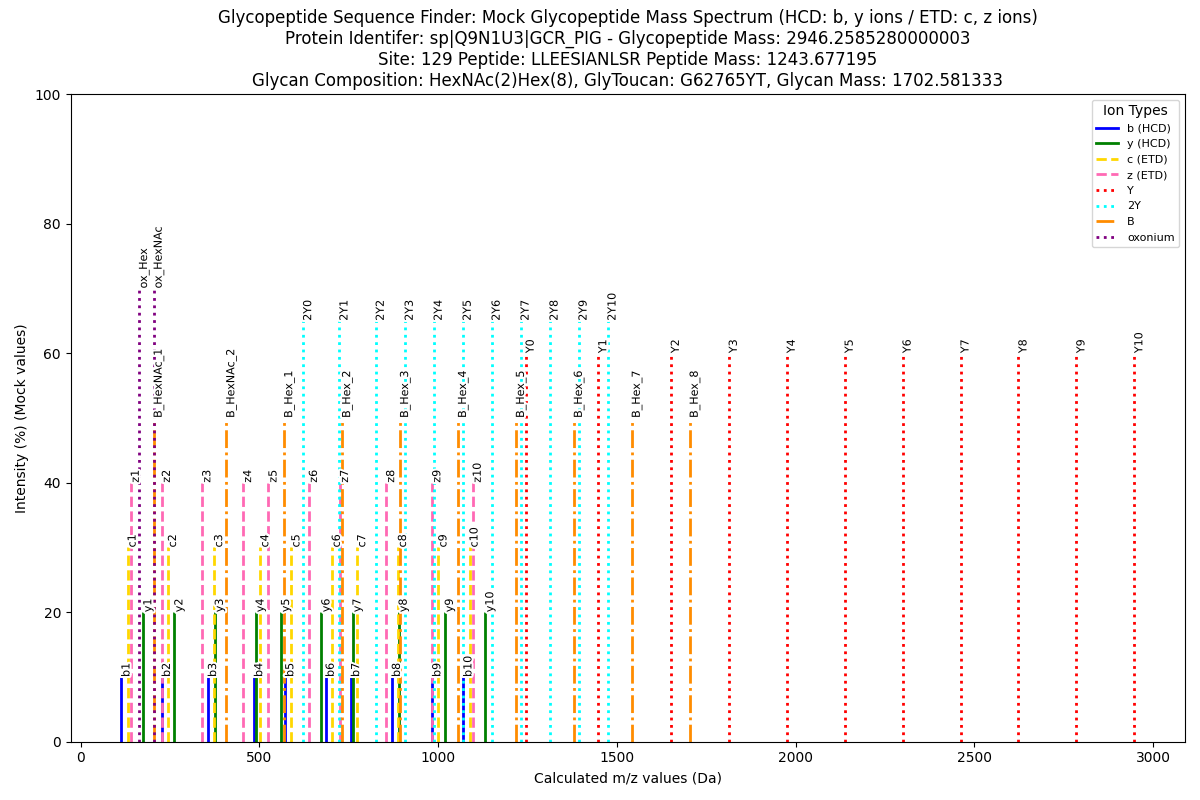 Glycopeptide Sequence Finder: Mock Glycopeptide Mass Spectrum (HCD: b, y ions / ETD: c, z ions)
Protein Identifer: sp|Q9N1U3|GCR_PIG - Glycopeptide Mass: 2946.2585280000003
Site: 129 Peptide: LLEESIANLSR Peptide Mass: 1243.677195
Glycan Composition: HexNAc(2)Hex(8), GlyToucan: G62765YT, Glycan Mass: 1702.581333
Intensity (%) (Mock values)
100
80
60
40
20
0
Ion Types
b (HCD)
y (HCD)
c (ETD)
z (ETD)
Y
2Y
B
oxonium
ox_Hex
ox_HexNAc
2Y0
2Y1
2Y2
2Y3
2Y4
2Y5
2Y6
2Y7
2Y8
2Y9
2Y10
Y0
Y1
Y2
Y3
Y4
Y5
Y6
Y7
Y8
Y9
Y10
B_HexNAc_1
B_HexNAc_2
B_Hex_1
B_Hex_2
B_Hex_3
B_Hex_4
B_Hex_5
B_Hex_6
B_Hex_7
B_Hex_8
z1
z2
z3
z4
z5
z6
z7
z8
z9
z10
c1
c2
c3
c4
c5
c6
c7
c8
c9
c10
y1
y2
y3
y4
y5
y6
y7
y8
y9
y10
b1
b2
b3
b4
b5
b6
b7
b8
b9
b10
0
500
1000
1500
2000
2500
3000
Calculated m/z values (Da)